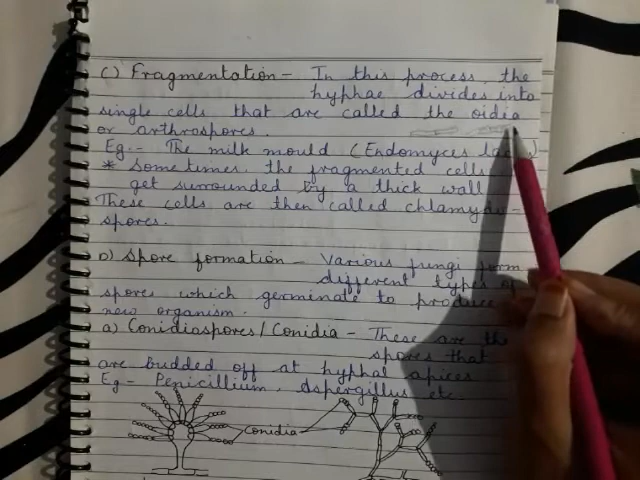 C) Fragmentation - In this process, the
hyphae divides into
single cells that are called the oidia
or arthrospores.
Eg.- The milk mould (Endomyces
* Sometimes, the fragmented cells
get surrounded by a thick wall
These cells are then called chlamydo-
spores.
D) Spore formation - Various fungi form
different types of
spores which germinate to produce
new organism.
a) Conidiaspores / Conidia - These are the
spores that
are budded off at hyphal apices
Eg - Penicillium, Aspergillus etc.
Conidia